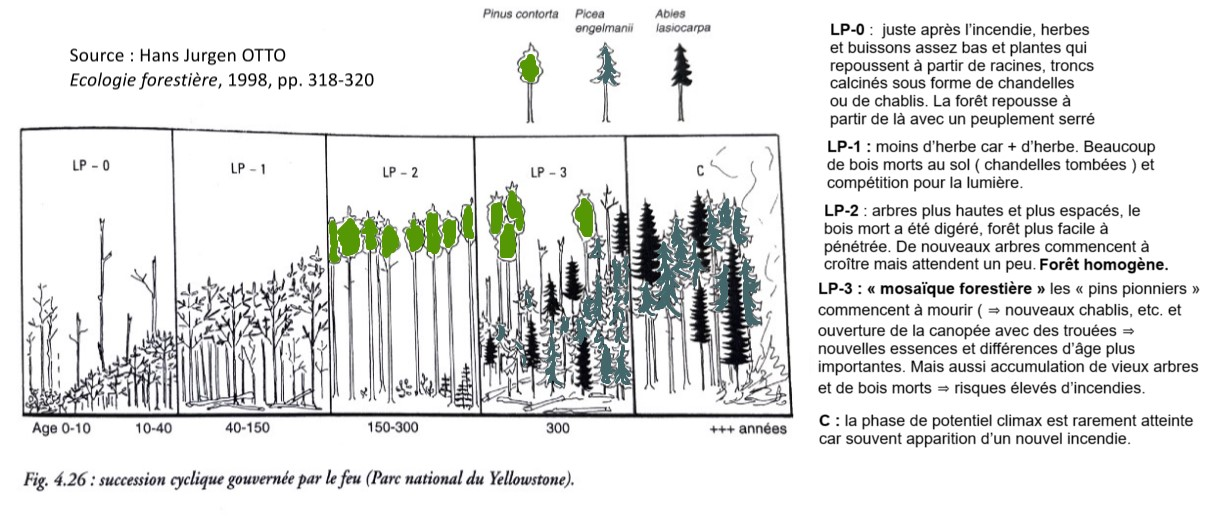 Pinus contorta
Picea
engelmanii
Abies
lasiocarpa
Source : Hans Jurgen OTTO
Ecologie forestière, 1998, pp. 318-320
LP – 0
LP – 1
LP – 2
LP – 3
C
Age 0-10
10-40
40-150
150-300
300
+++ années
Fig. 4.26 : succession cyclique gouvernée par le feu (Parc national du Yellowstone).
LP-0 : juste après l'incendie, herbes
et buissons assez bas et plantes qui
repoussent à partir de racines, troncs
calcinés sous forme de chandelles
ou de chablis. La forêt repousse à
partir de là avec un peuplement serré
LP-1 : moins d'herbe car + d'herbe. Beaucoup
de bois morts au sol ( chandelles tombées ) et
compétition pour la lumière.
LP-2 : arbres plus hautes et plus espacés, le
bois mort a été digéré, forêt plus facile à
pénétrée. De nouveaux arbres commencent à
croître mais attendent un peu. Forêt homogène.
LP-3 : « mosaïque forestière » les « pins pionniers »
commencent à mourir ( ⇒ nouveaux chablis, etc. et
ouverture de la canopée avec des trouées ⇒
nouvelles essences et différences d'âge plus
importantes. Mais aussi accumulation de vieux arbres
et de bois morts ⇒ risques élevés d'incendies.
C : la phase de potentiel climax est rarement atteinte
car souvent apparition d'un nouvel incendie.